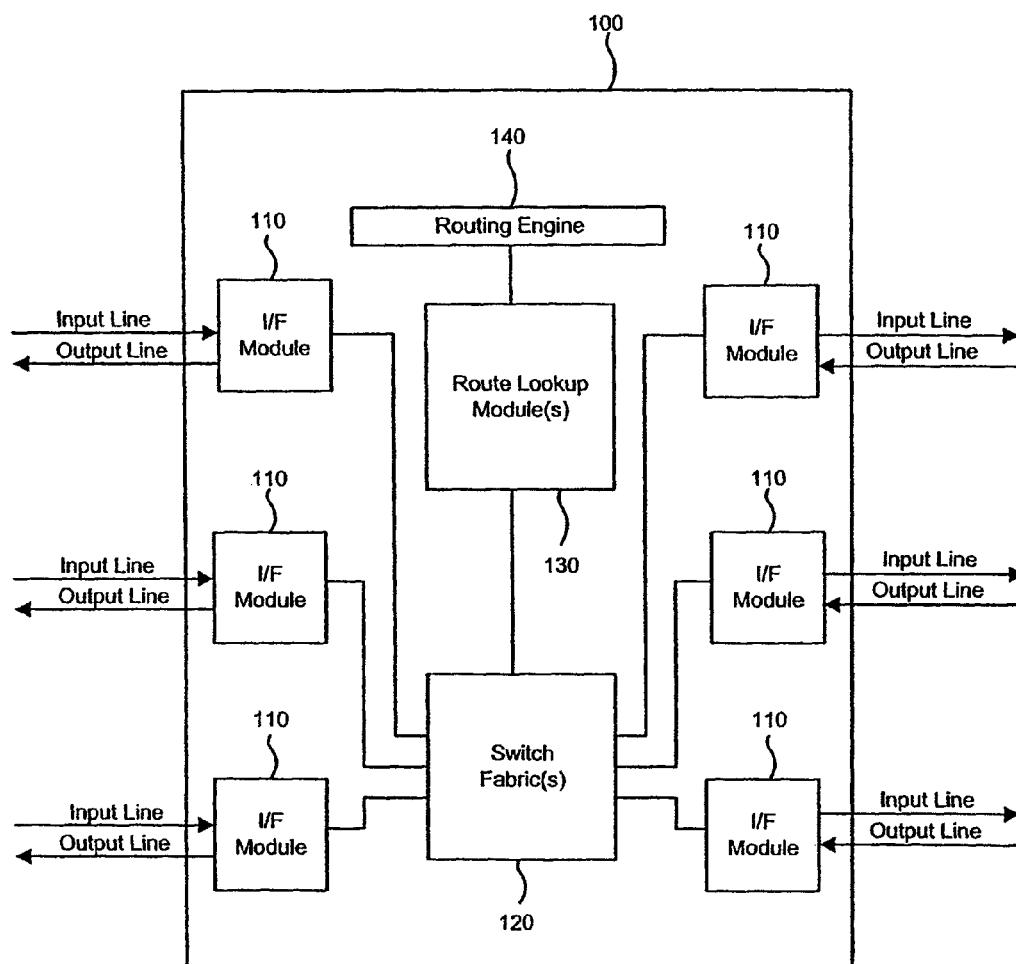 100
140
Routing Engine
110
110
Input Line
Output Line
I/F
Module
Route Lookup
Module(s)
I/F
Module
Input Line
Output Line
110
110
130
Input Line
Output Line
I/F
Module
I/F
Module
Input Line
Output Line
110
110
Input Line
Output Line
I/F
Module
Switch
Fabric(s)
I/F
Module
Input Line
Output Line
120